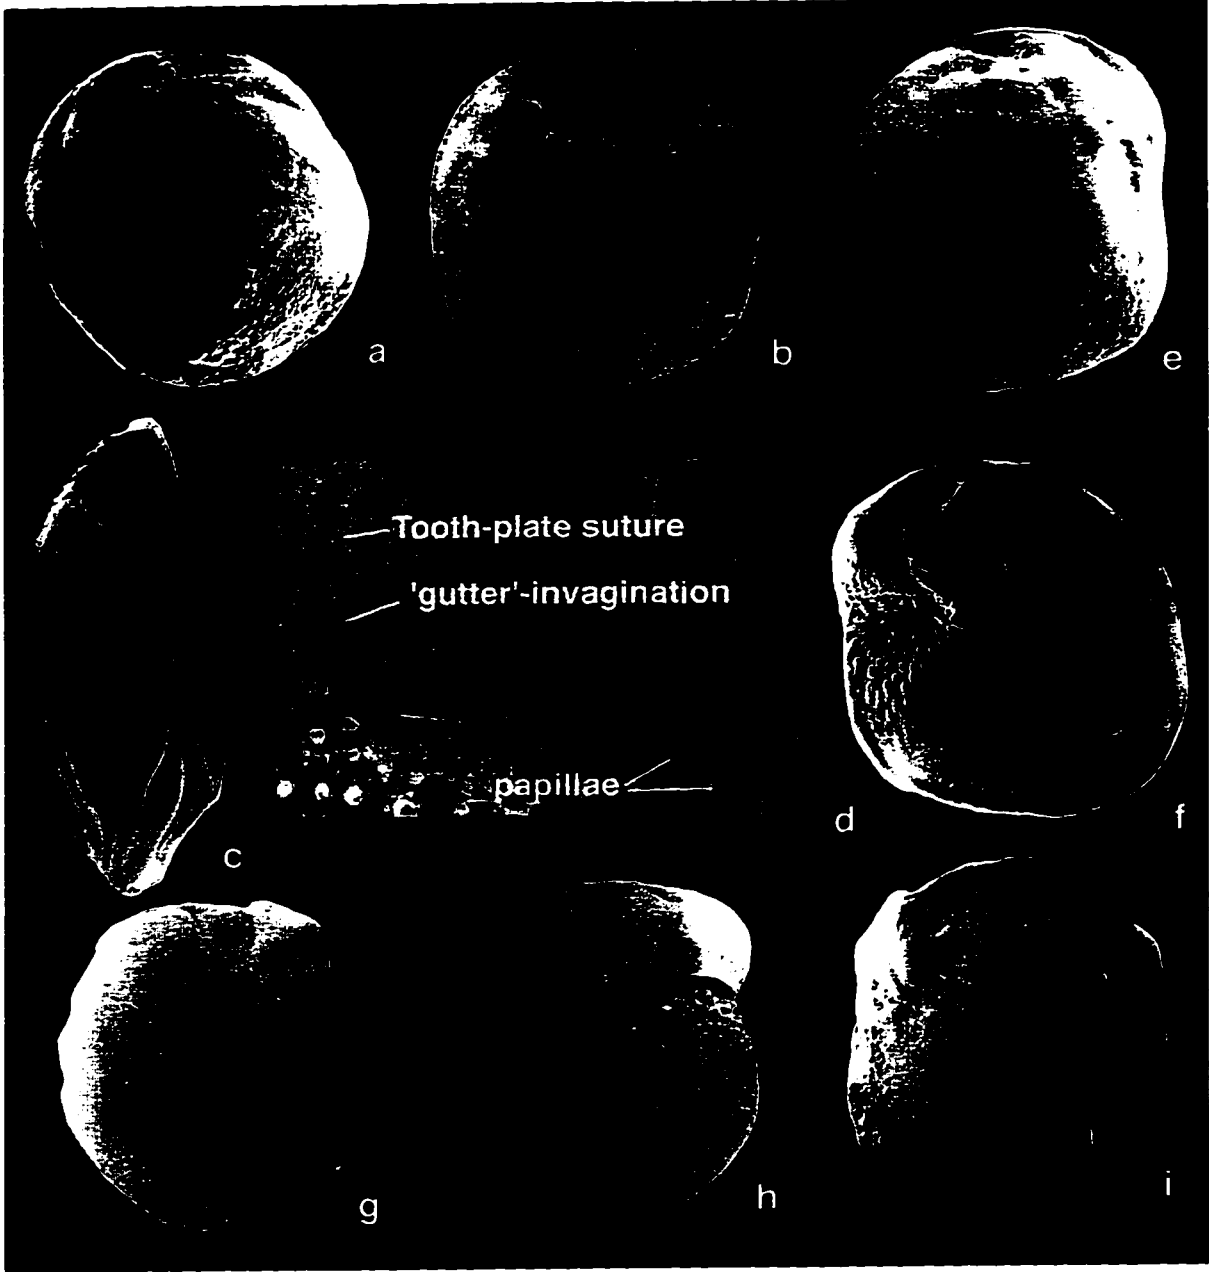 a
b
e
Tooth-plate suture
'gutter'-invagination
papillae
d
f
c
g
h
i